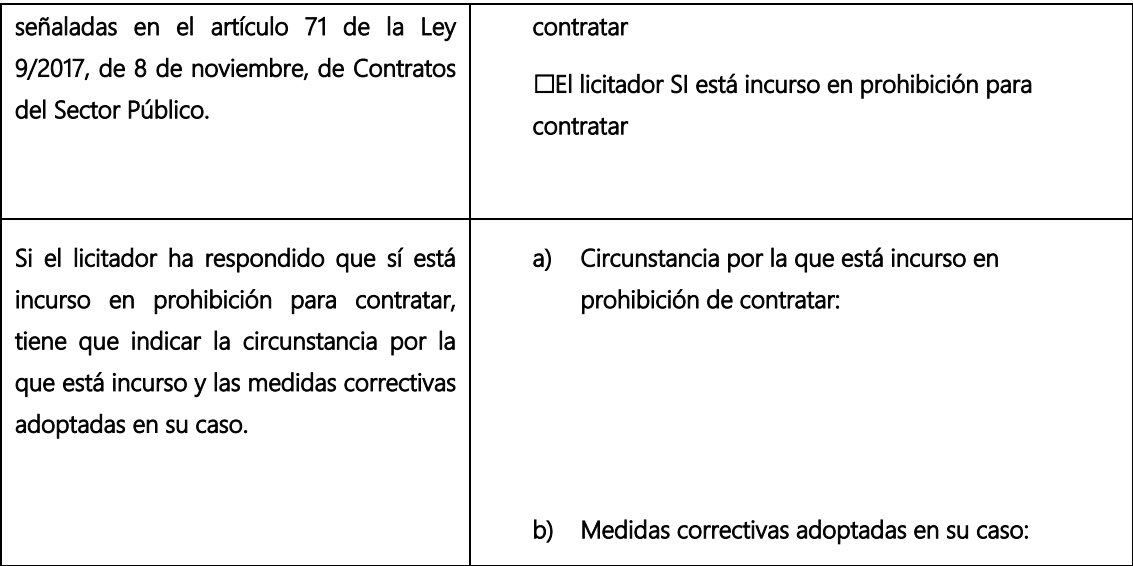 señaladas en el artículo 71 de la Ley
9/2017, de 8 de noviembre, de Contratos
del Sector Público.
contratar
☐El licitador SI está incurso en prohibición para
contratar
Si el licitador ha respondido que sí está
incurso en prohibición para contratar,
tiene que indicar la circunstancia por la
que está incurso y las medidas correctivas
adoptadas en su caso.
a) Circunstancia por la que está incurso en
prohibición de contratar:
b) Medidas correctivas adoptadas en su caso: